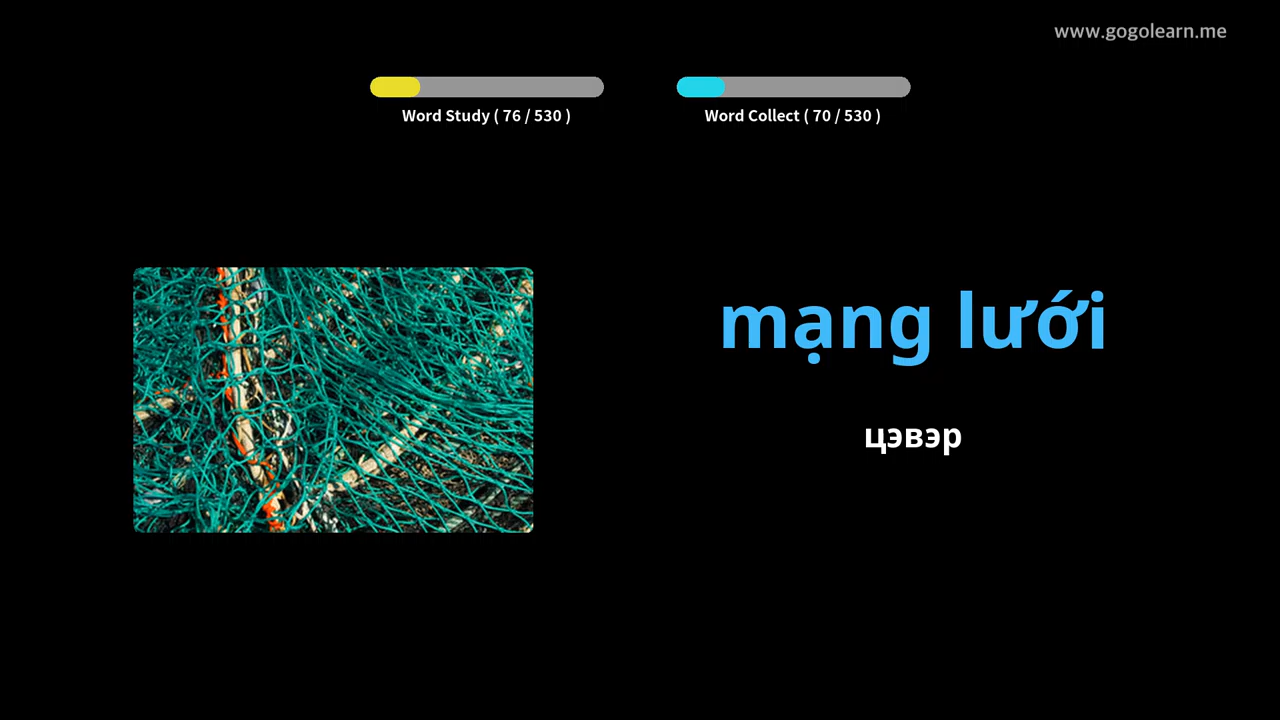 www.gogolearn.me
Word Study ( 76 / 530 )
Word Collect ( 70 / 530 )
mạng lưới
цэвэр